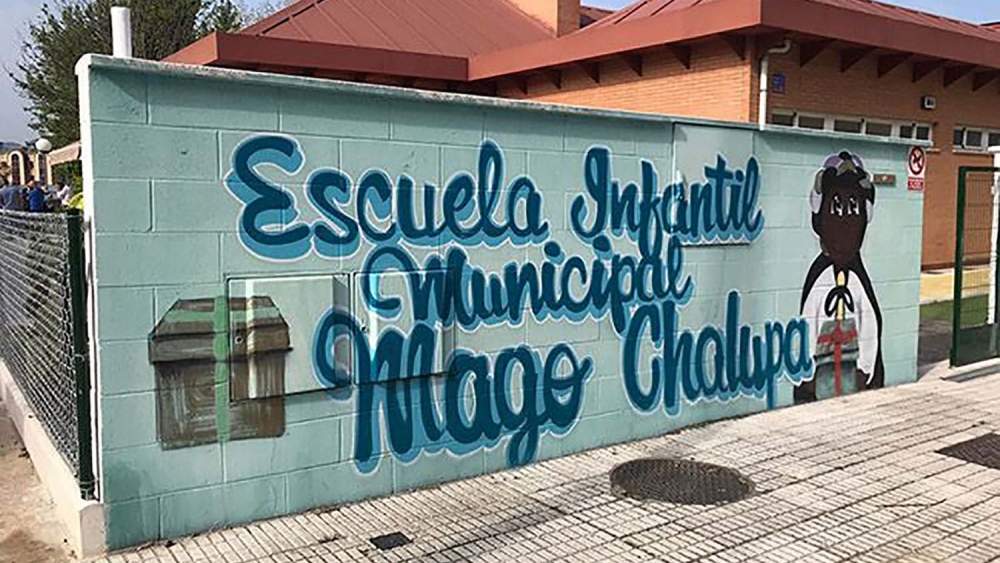 Escuela Infantil
Municipal
Mago Chalupa